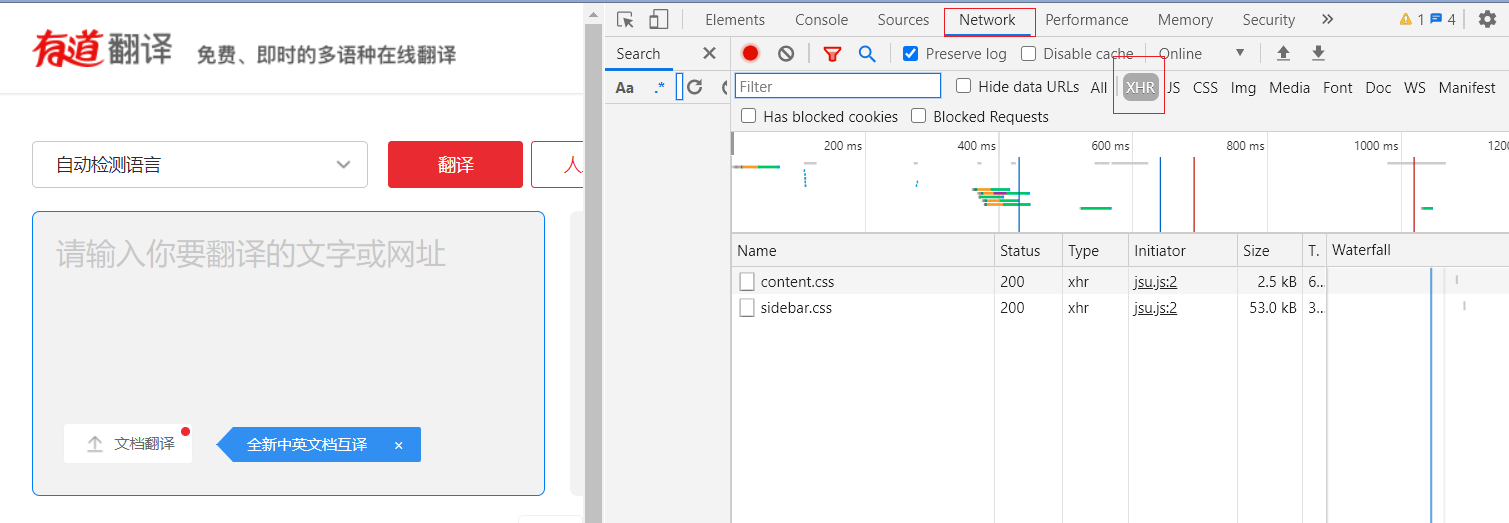 有道翻译 免费、即时的多语种在线翻译
自动检测语言
翻译
人
请输入你要翻译的文字或网址
文档翻译
全新中英文档互译 ×
Elements Console Sources Network Performance Memory Security » 1 4
Search ×
Preserve log Disable cache Online
Aa .*
Filter Hide data URLs All XHR JS CSS Img Media Font Doc WS Manifest
Has blocked cookies Blocked Requests
200 ms 400 ms 600 ms 800 ms 1000 ms 1200
Name Status Type Initiator Size T. Waterfall
content.css 200 xhr jsu.js:2 2.5 kB 6...
sidebar.css 200 xhr jsu.js:2 53.0 kB 3...